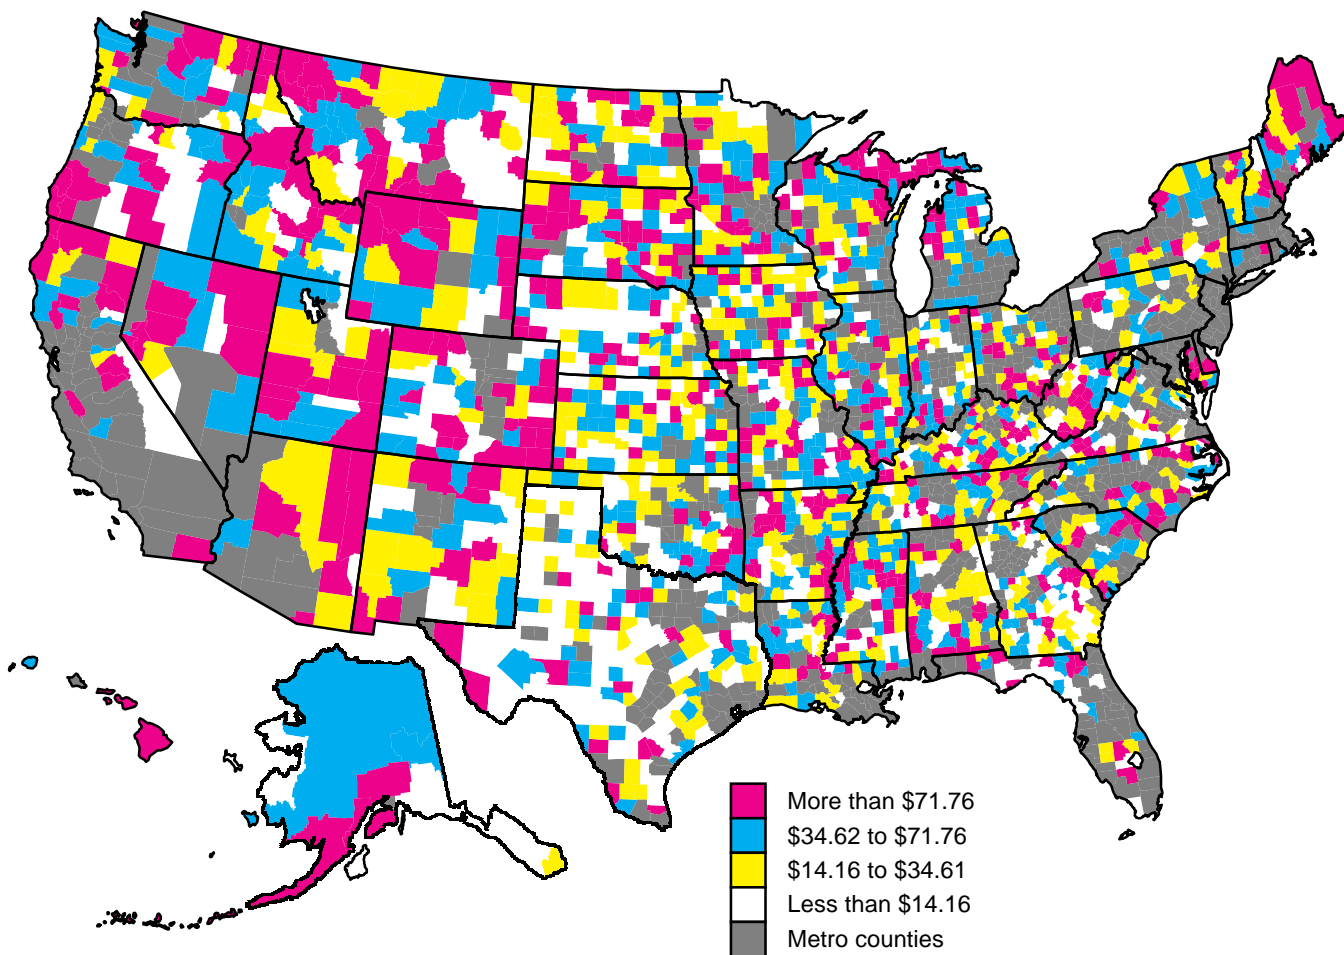 More than $71.76
$34.62 to $71.76
$14.16 to $34.61
Less than $14.16
Metro counties